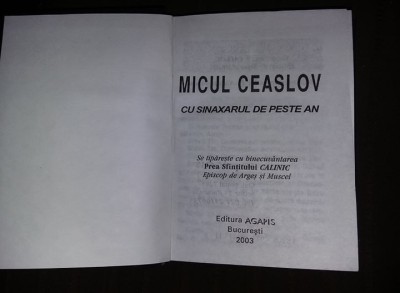 MICUL CEASLOV
CU SINAXARUL DE PESTE AN
Se tipărește cu binecuvântarea
Prea Sfințitului CALINIC
Episcop de Argeș și Muscel
Editura AGAPIS
București
2003